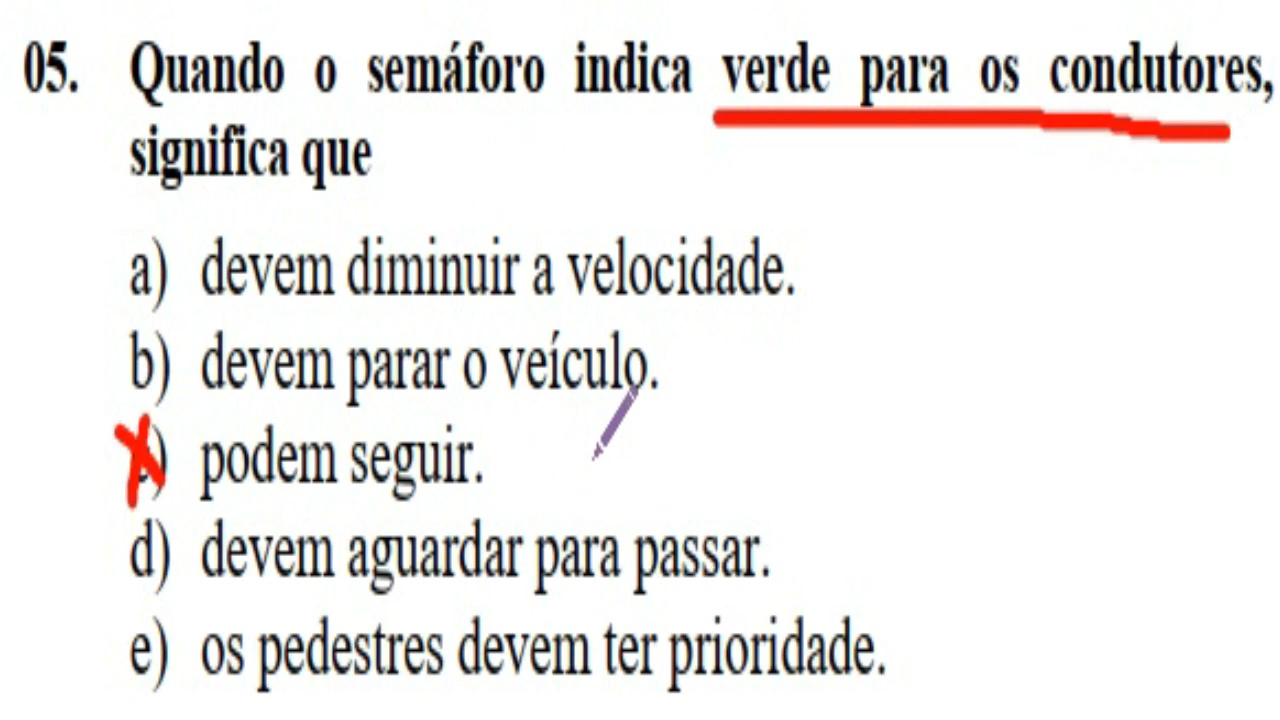 05. Quando o semáforo indica verde para os condutores,
significa que
a) devem diminuir a velocidade.
b) devem parar o veículo.
c) podem seguir.
d) devem aguardar para passar.
e) os pedestres devem ter prioridade.